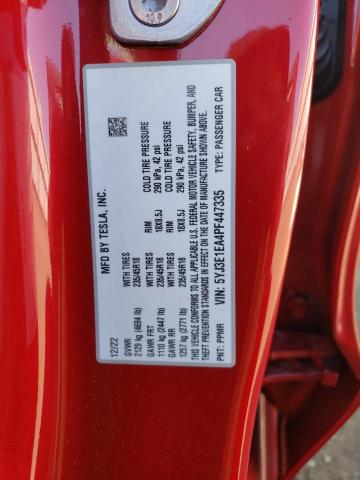 MFD BY TESLA, INC.
12/22
GVWR
2129 kg (4694 lb)
GAWR FRT WITH TIRES RIM COLD TIRE PRESSURE
1110 kg (2447 lb) 235/45R18 18X8.5J 290 kPa, 42 psi
GAWR RR WITH TIRES RIM COLD TIRE PRESSURE
1257 kg (2771 lb) 235/45R18 18X8.5J 290 kPa, 42 psi
THIS VEHICLE CONFORMS TO ALL APPLICABLE
U.S. FEDERAL MOTOR VEHICLE SAFETY, BUMPER, AND
THEFT PREVENTION STANDARDS IN EFFECT ON THE
DATE OF MANUFACTURE SHOWN ABOVE.
VIN: 5YJ3E1EA4PF447335
PNT: PPMR TYPE: PASSENGER CAR
10.9